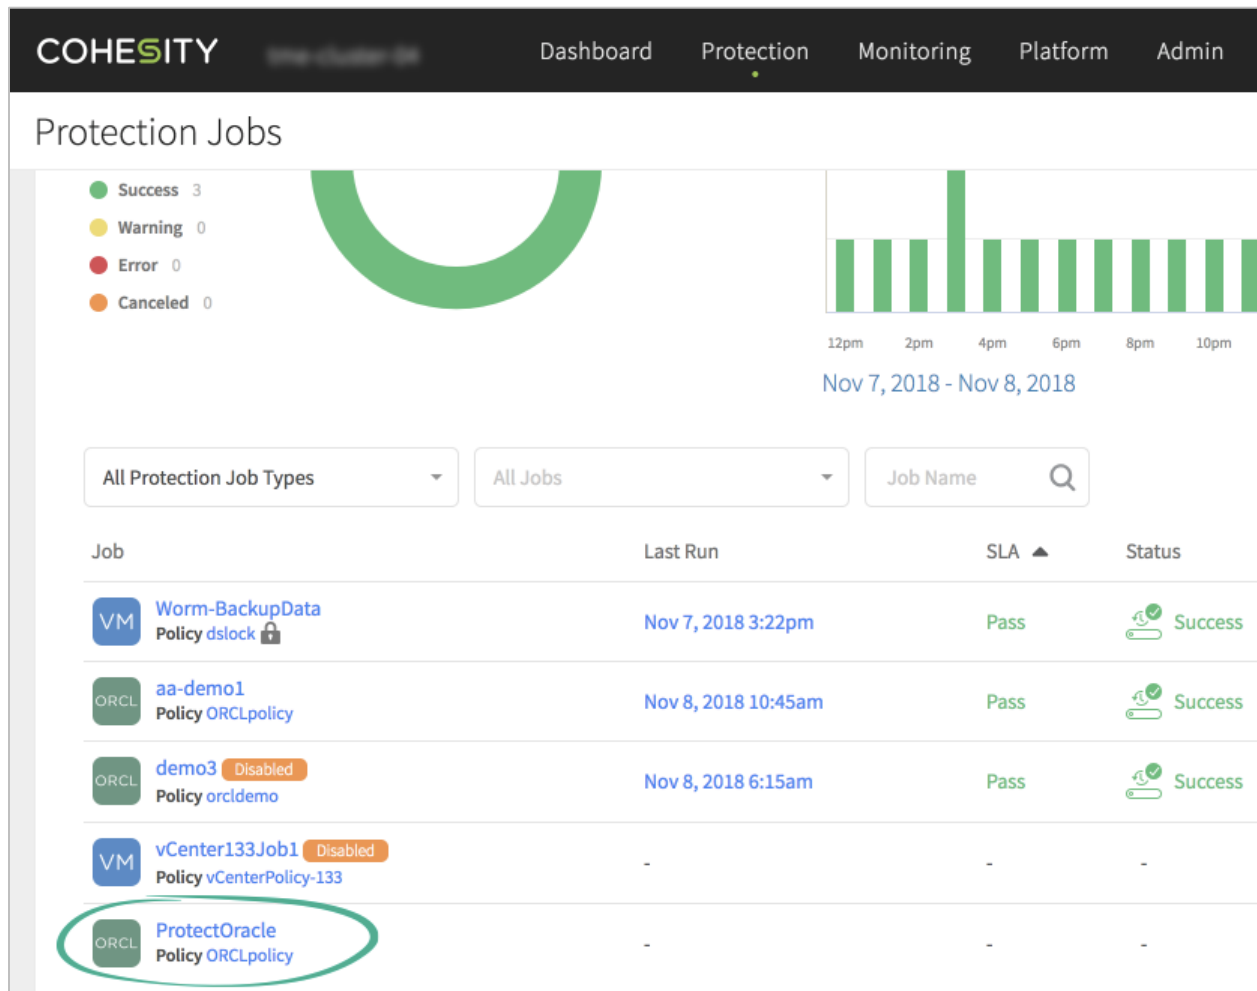 COHESITY Dashboard Protection Monitoring Platform Admin
Protection Jobs
Success 3
Warning 0
Error 0
Canceled 0
12pm 2pm 4pm 6pm 8pm 10pm
Nov 7, 2018 - Nov 8, 2018
All Protection Job Types All Jobs Job Name
Job Last Run SLA Status
VM Worm-BackupData Nov 7, 2018 3:22pm Pass Success
Policy dslock
ORCL aa-demo1 Nov 8, 2018 10:45am Pass Success
Policy ORCLpolicy
ORCL demo3 Disabled Nov 8, 2018 6:15am Pass Success
Policy orcldemo
VM vCenter133Job1 Disabled - - -
Policy vCenterPolicy-133
ORCL ProtectOracle - - -
Policy ORCLpolicy